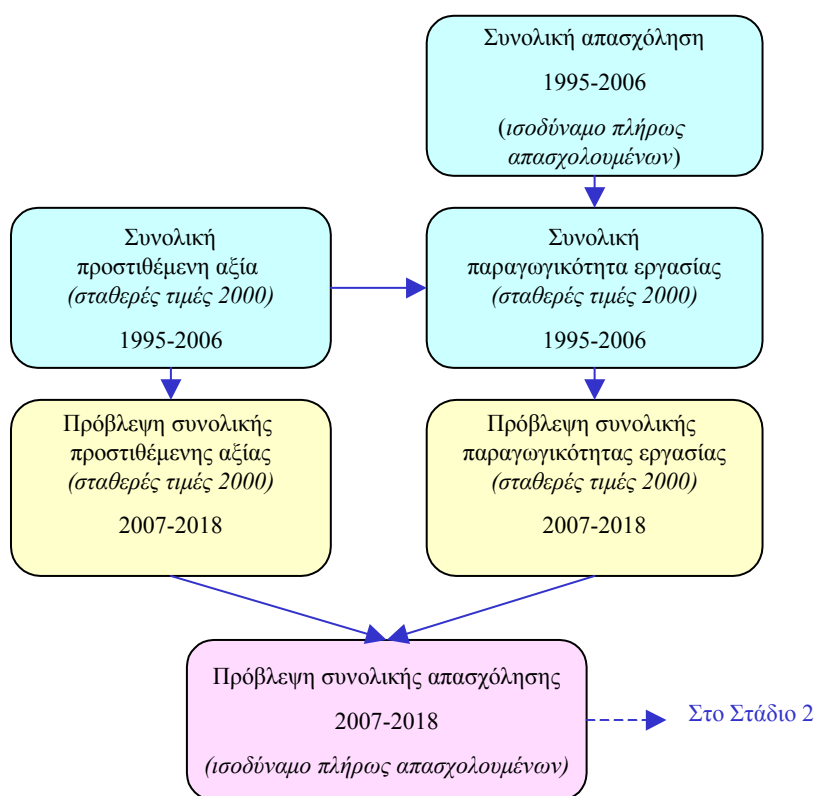 Συνολική απασχόληση
1995-2006
(ισοδύναμο πλήρως
απασχολουμένων)
Συνολική
προστιθέμενη αξία
(σταθερές τιμές 2000)
1995-2006
Συνολική
παραγωγικότητα εργασίας
(σταθερές τιμές 2000)
1995-2006
Πρόβλεψη συνολικής
προστιθέμενης αξίας
(σταθερές τιμές 2000)
2007-2018
Πρόβλεψη συνολικής
παραγωγικότητας εργασίας
(σταθερές τιμές 2000)
2007-2018
Πρόβλεψη συνολικής απασχόλησης
2007-2018
(ισοδύναμο πλήρως απασχολουμένων)
Στο Στάδιο 2